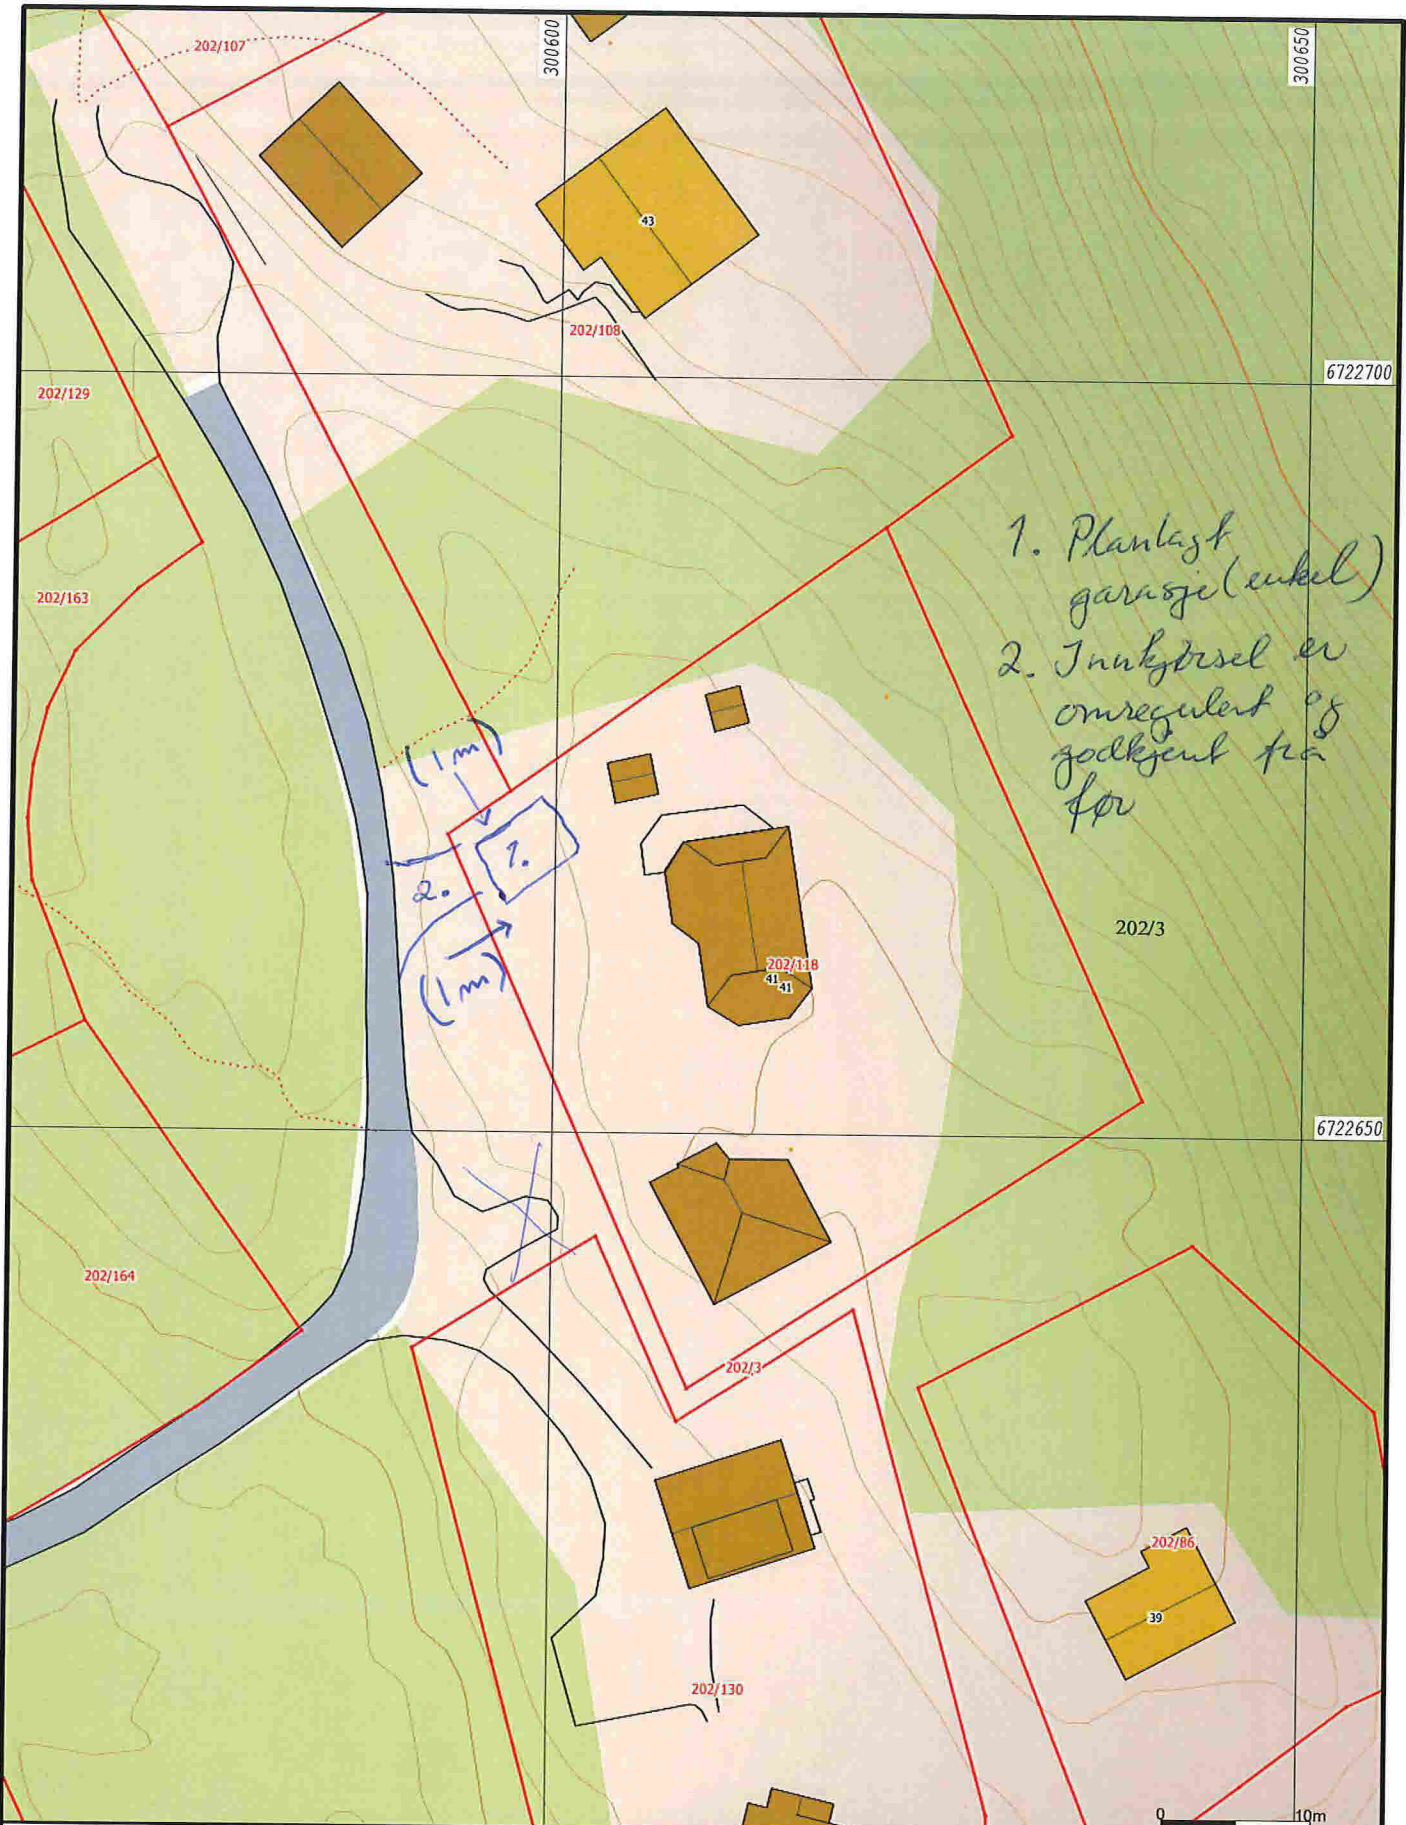 300600
300650
202/107
43
202/108
6722700
202/129
1. Planlagt
garasje (enkel)
202/163
2. Innkjørsel er
omregulert og
godkjent fra
før
(1m)
1.
2.
(1m)
202/3
202/118
41
41
6722650
202/164
202/3
202/86
39
202/130
0 10m